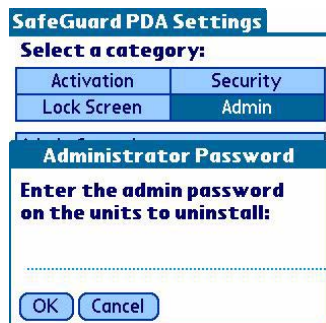 SafeGuard PDA Settings
Select a category:
Activation Security
Lock Screen Admin
Administrator Password
Enter the admin password
on the units to uninstall:
OK Cancel